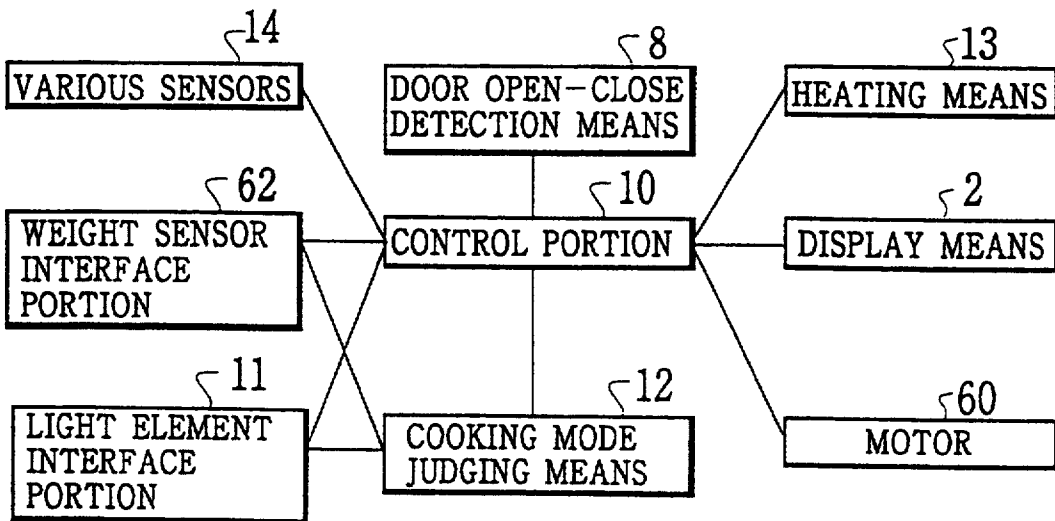 14
VARIOUS SENSORS
8
DOOR OPEN-CLOSE
DETECTION MEANS
13
HEATING MEANS
62
WEIGHT SENSOR
INTERFACE
PORTION
10
CONTROL PORTION
2
DISPLAY MEANS
11
LIGHT ELEMENT
INTERFACE
PORTION
12
COOKING MODE
JUDGING MEANS
60
MOTOR